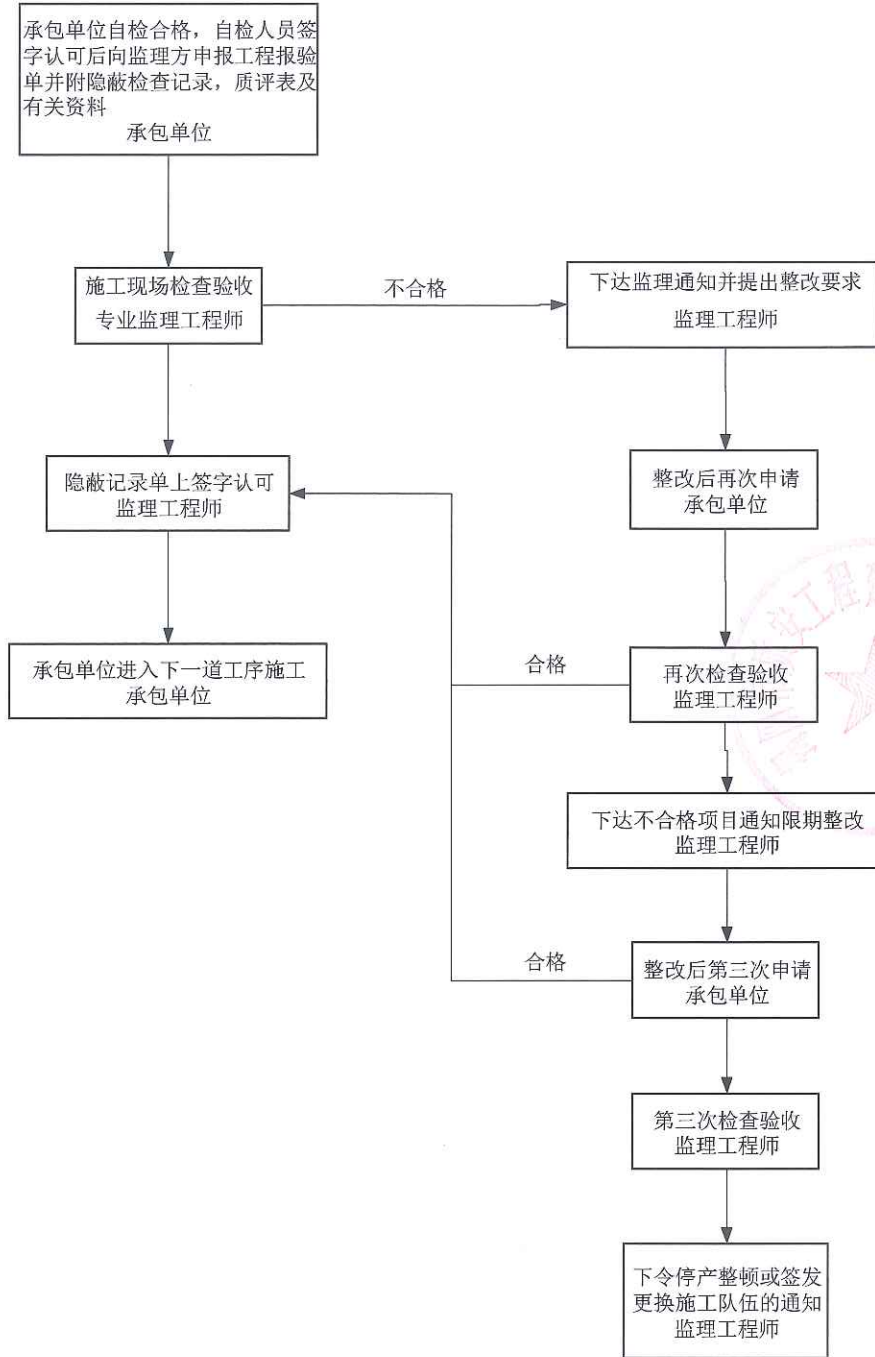 承包单位自检合格，自检人员签
字认可后向监理方申报工程报验
单并附隐蔽检查记录，质评表及
有关资料
承包单位
施工现场检查验收
专业监理工程师
不合格
下达监理通知并提出整改要求
监理工程师
隐蔽记录单上签字认可
监理工程师
整改后再次申请
承包单位
承包单位进入下一道工序施工
承包单位
合格
再次检查验收
监理工程师
下达不合格项目通知限期整改
监理工程师
合格
整改后第三次申请
承包单位
第三次检查验收
监理工程师
下令停产整顿或签发
更换施工队伍的通知
监理工程师